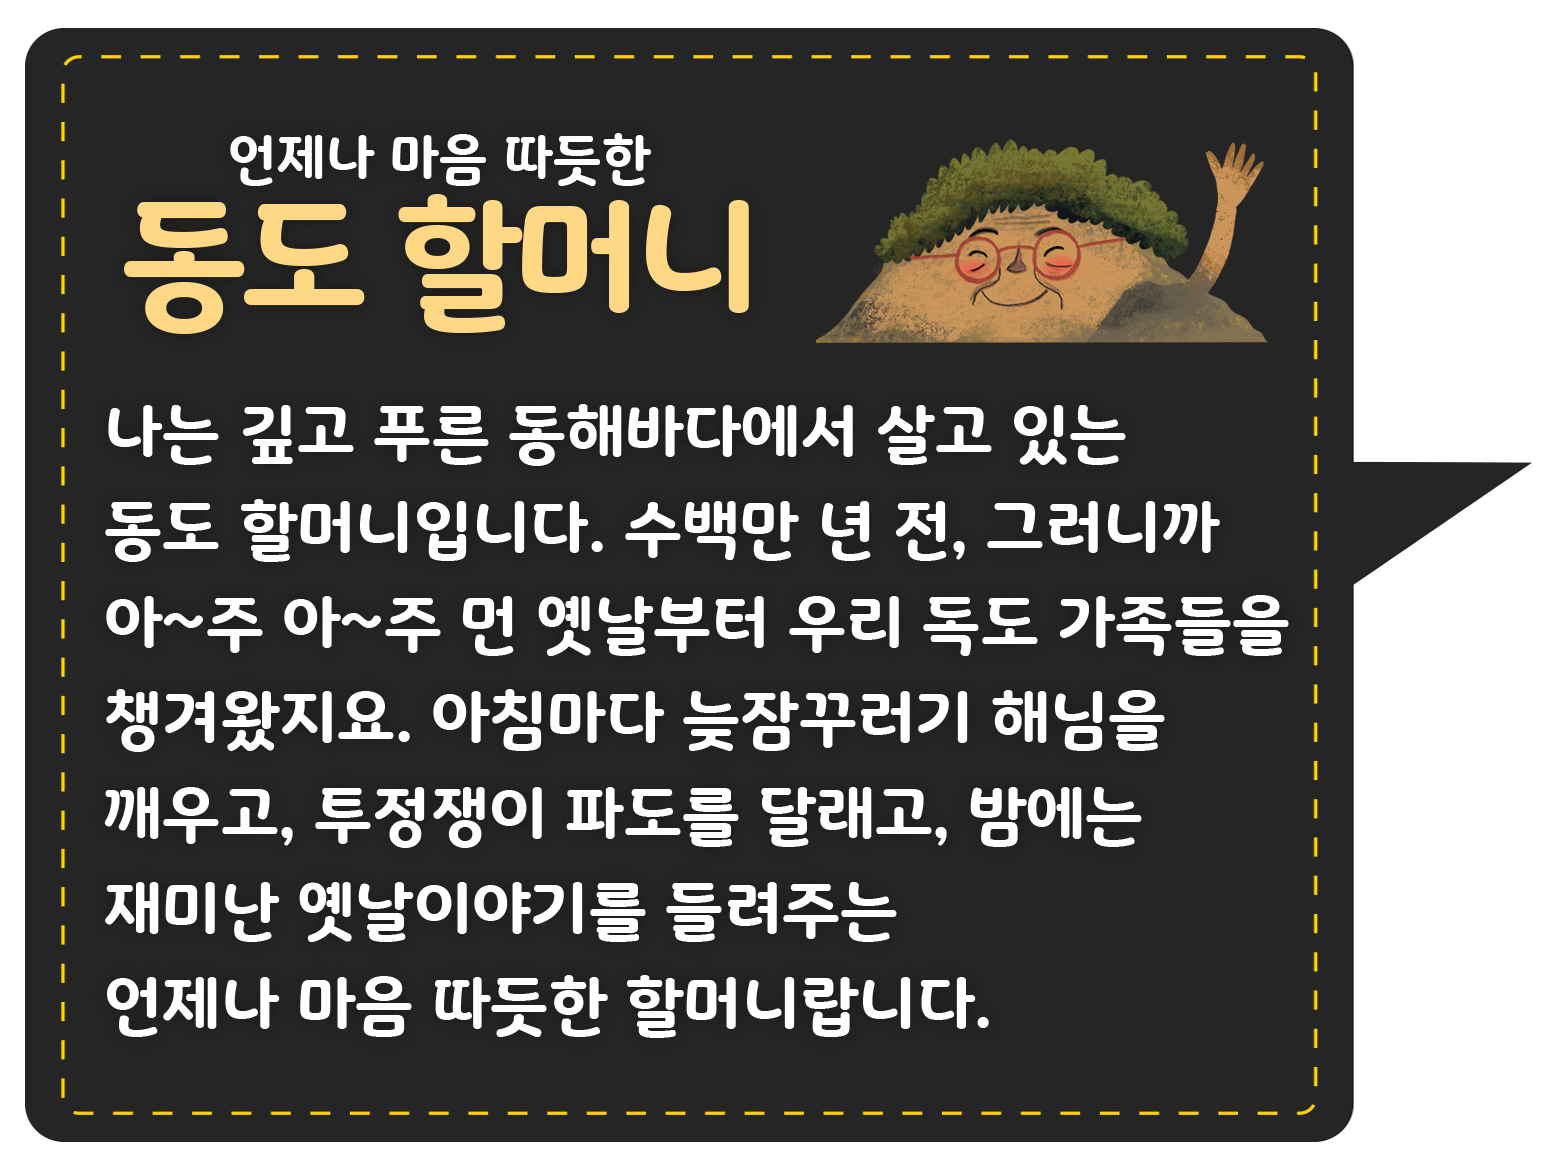 언제나 마음 따듯한
동도 할머니
나는 깊고 푸른 동해바다에서 살고 있는
동도 할머니입니다. 수백만 년 전, 그러니까
아~주 아~주 먼 옛날부터 우리 독도 가족들을
챙겨왔지요. 아침마다 늦잠꾸러기 해님을
깨우고, 투정쟁이 파도를 달래고, 밤에는
재미난 옛날이야기를 들려주는
언제나 마음 따듯한 할머니랍니다.